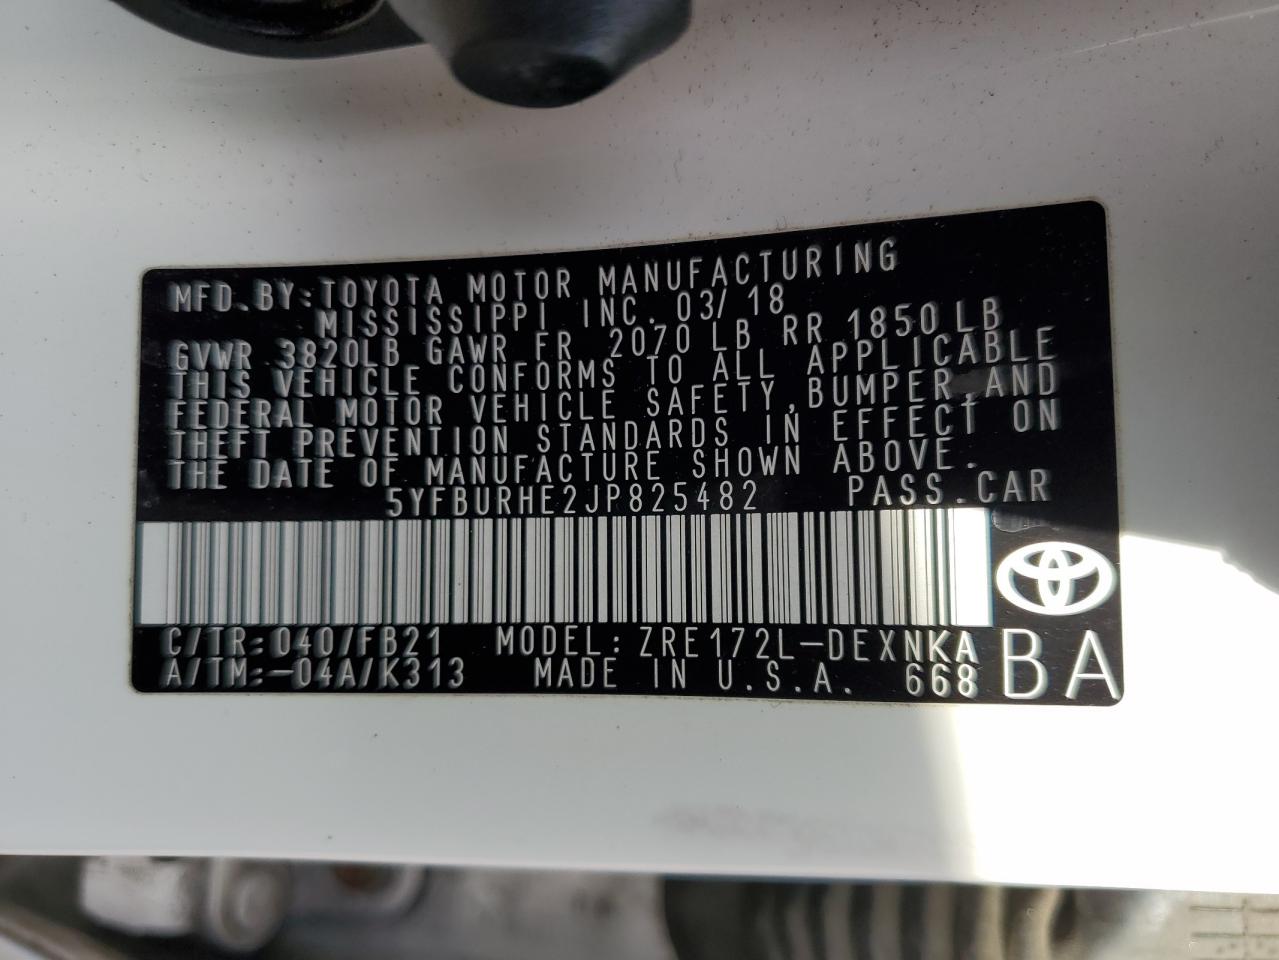 MFD. BY: TOYOTA MOTOR MANUFACTURING
MISSISSIPPI, INC. 03/18
GVWR 3820LB GAWR FR 2070 LB RR 1850 LB
THIS VEHICLE CONFORMS TO ALL APPLICABLE
FEDERAL MOTOR VEHICLE SAFETY, BUMPER, AND
THEFT PREVENTION STANDARDS IN EFFECT ON
THE DATE OF MANUFACTURE SHOWN ABOVE.
5YFBURHE2JP825482 PASS. CAR
C/TR: 040/FB21 MODEL: ZRE172L-DEXNKA
A/TM: -04A/K313 MADE IN U.S.A. 668 BA